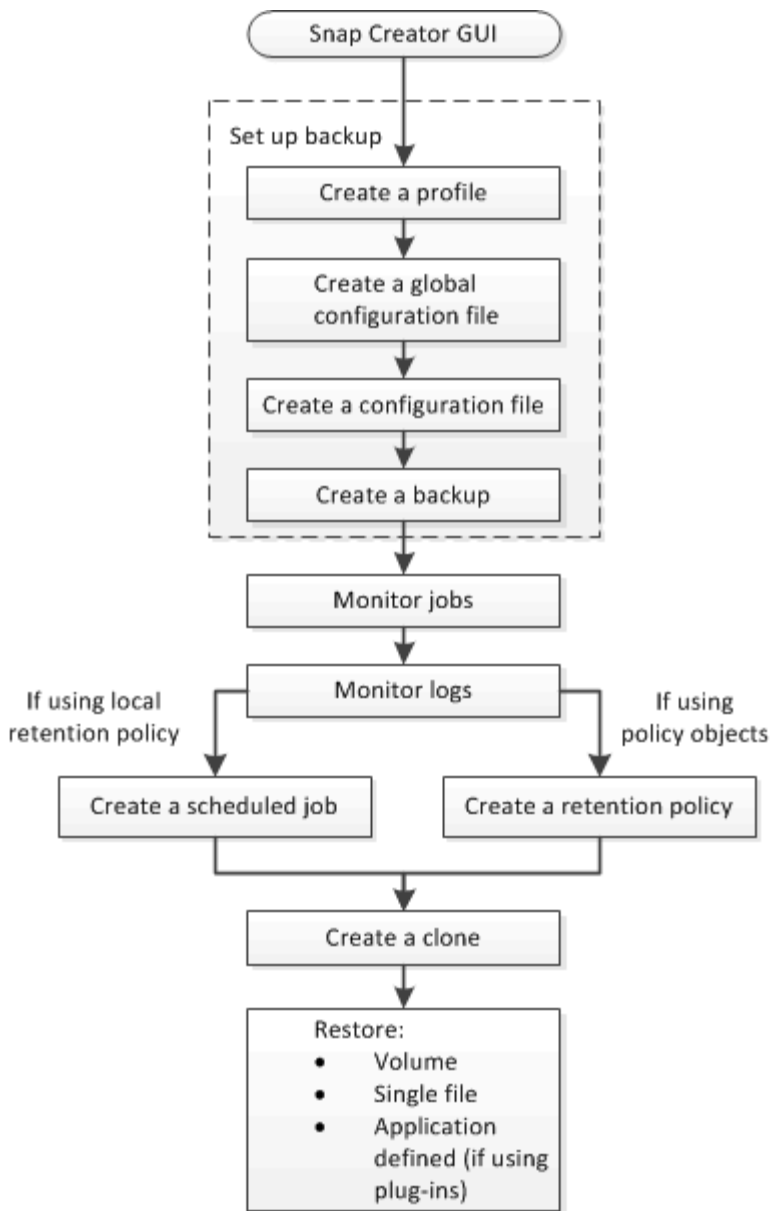 Snap Creator GUI
Set up backup
Create a profile
Create a global
configuration file
Create a configuration file
Create a backup
Monitor jobs
Monitor logs
If using local
retention policy
If using
policy objects
Create a scheduled job
Create a retention policy
Create a clone
Restore:
• Volume
• Single file
• Application
defined (if using
plug-ins)